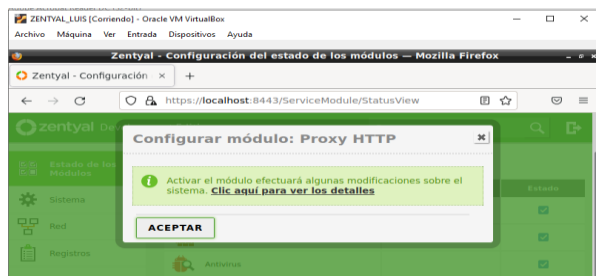 ZENTYAL_LUIS [Corriendo] - Oracle VM VirtualBox
Archivo Máquina Ver Entrada Dispositivos Ayuda
Zentyal - Configuración del estado de los módulos — Mozilla Firefox
Zentyal - Configuración
https://localhost:8443/ServiceModule/StatusView
zentyal
Configurar módulo: Proxy HTTP
Estado de los
Módulos
Activar el módulo efectuará algunas modificaciones sobre el
sistema. Clic aquí para ver los detalles
Estado
Sistema
ACEPTAR
Red
Registros
Antivirus